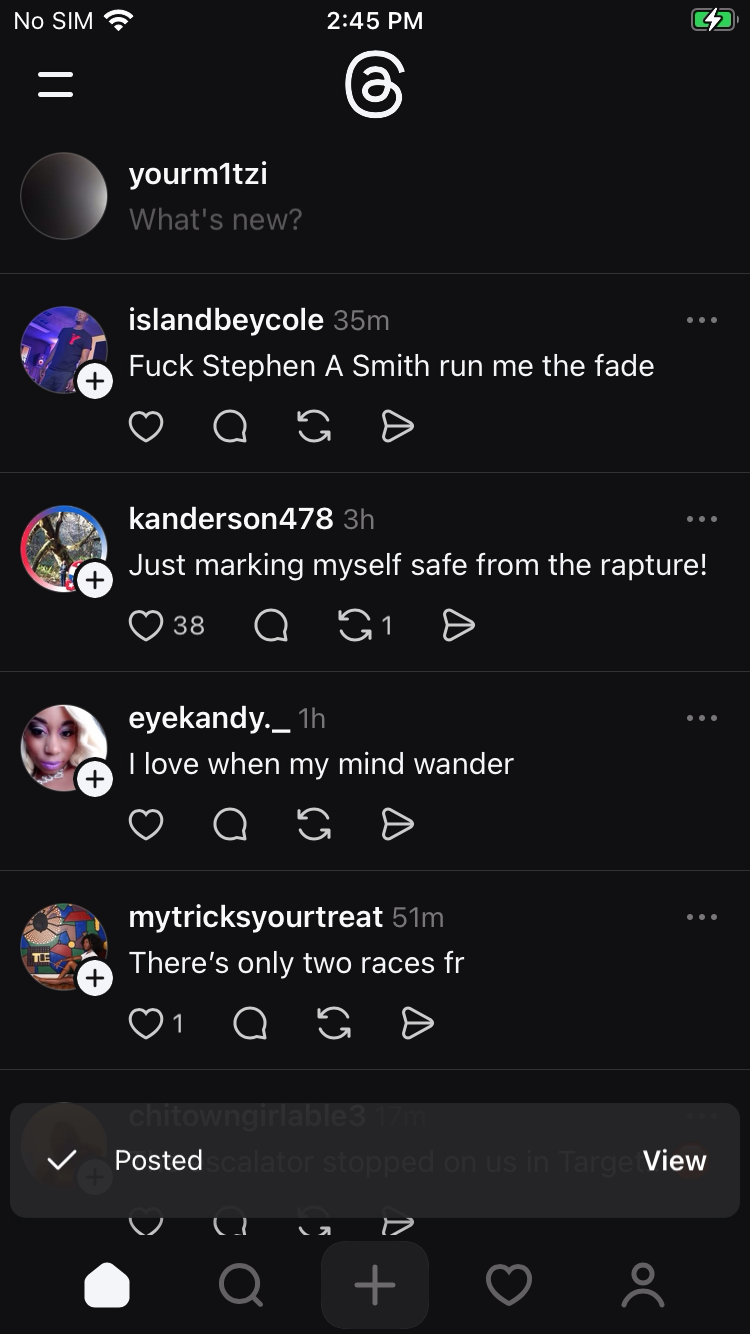 No SIM 2:45 PM
yourm1tzi
What's new?
islandbeycole 35m
Fuck Stephen A Smith run me the fade
kanderson478 3h
Just marking myself safe from the rapture!
38 1
eyekandy._ 1h
I love when my mind wander
mytricksyourtreat 51m
There’s only two races fr
1
chitowngirlable3 17m
Posted scalator stopped on us in Target View